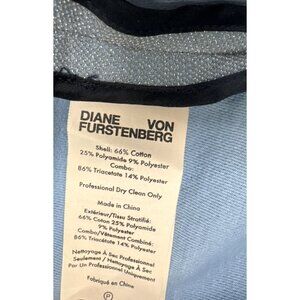 DIANE VON
FURSTENBERG
Shell: 66% Cotton
25% Polyamide 9% Polyester
Combo:
86% Triacetate 14% Polyester
Professional Dry Clean Only
Made in China
Extérieur/Tissu Stratifié:
66% Coton 25% Polyamide
9% Polyester
Combo/Vêtement Combiné:
86% Triacetate 14% Polyester
Nettoyage À Sec Professionnel
Seulement / Nettoyage À Sec
Par Un Professionnel Uniquement
Fabriqué en Chine
P